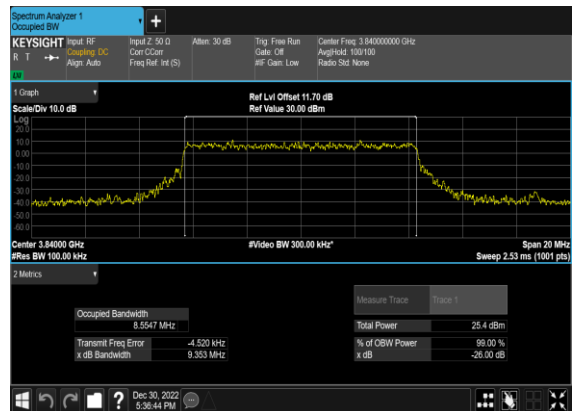 Spectrum Analyzer 1
Occupied BW
KEYSIGHT
R T
LXI
Input: RF
Coupling: DC
Align: Auto
Input Z: 50 Ω
Corr CCorr
Freq Ref: Int (S)
Atten: 30 dB
Trig: Free Run
Gate: Off
#IF Gain: Low
Center Freq: 3.840000000 GHz
Avg|Hold: 100/100
Radio Std: None
1 Graph
Scale/Div 10.0 dB
Ref Lvl Offset 11.70 dB
Ref Value 30.00 dBm
Log
20.0
10.0
0.00
-10.0
-20.0
-30.0
-40.0
-50.0
-60.0
Center 3.84000 GHz
#Res BW 100.00 kHz
#Video BW 300.00 kHz*
Span 20 MHz
Sweep 2.53 ms (1001 pts)
2 Metrics
Measure Trace Trace 1
Occupied Bandwidth
8.5547 MHz
Total Power 25.4 dBm
Transmit Freq Error -4.520 kHz
% of OBW Power 99.00 %
x dB Bandwidth 9.353 MHz
x dB -26.00 dB
Dec 30, 2022
5:36:44 PM